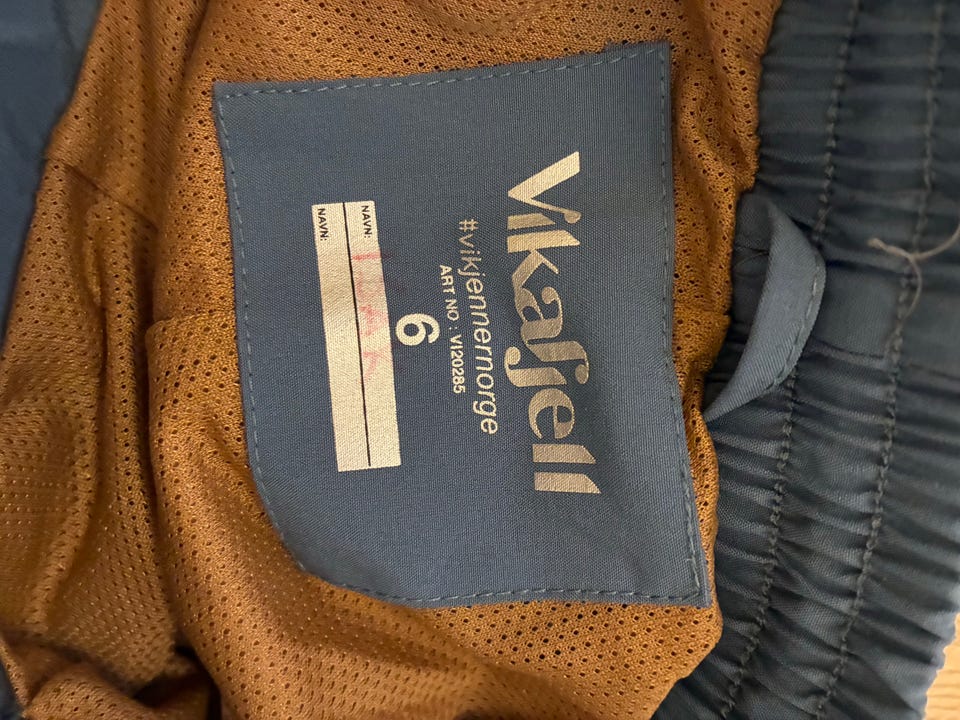 Vikafjell
#vikjennernorge
ART NO : VI20285
6
NAVN:
NAVN: